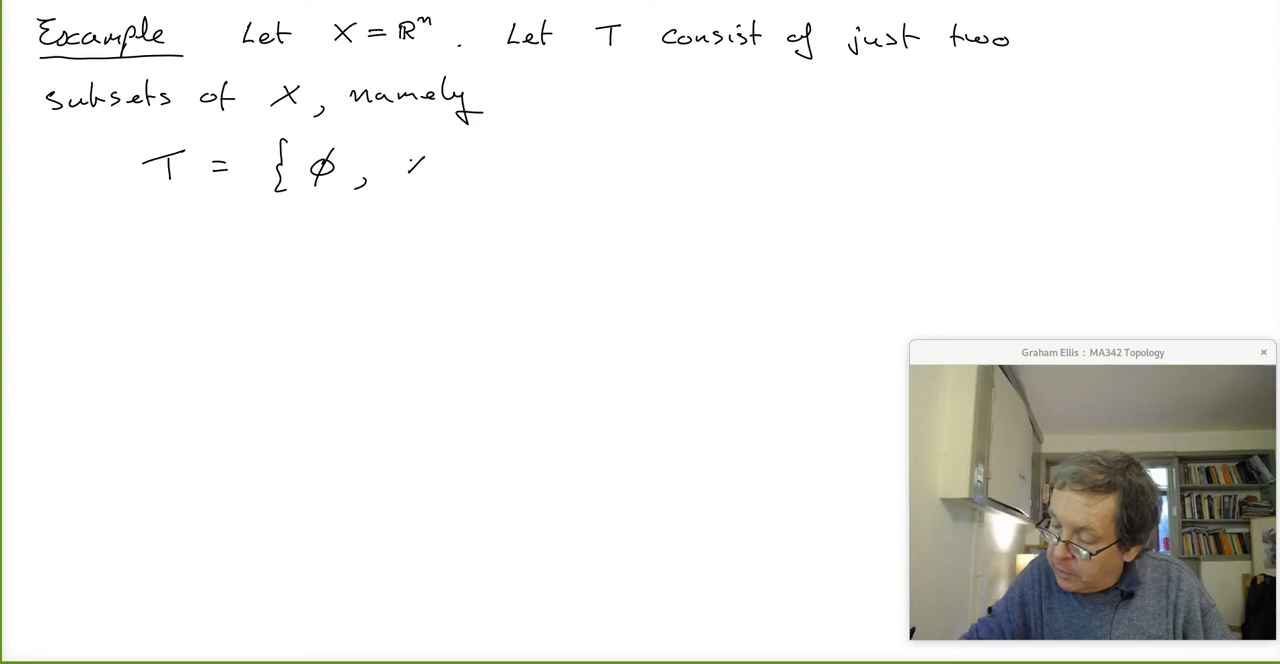 Example Let X = ℝⁿ. Let T consist of just two
subsets of X, namely
T = { ϕ, X
Graham Ellis : MA342 Topology ×